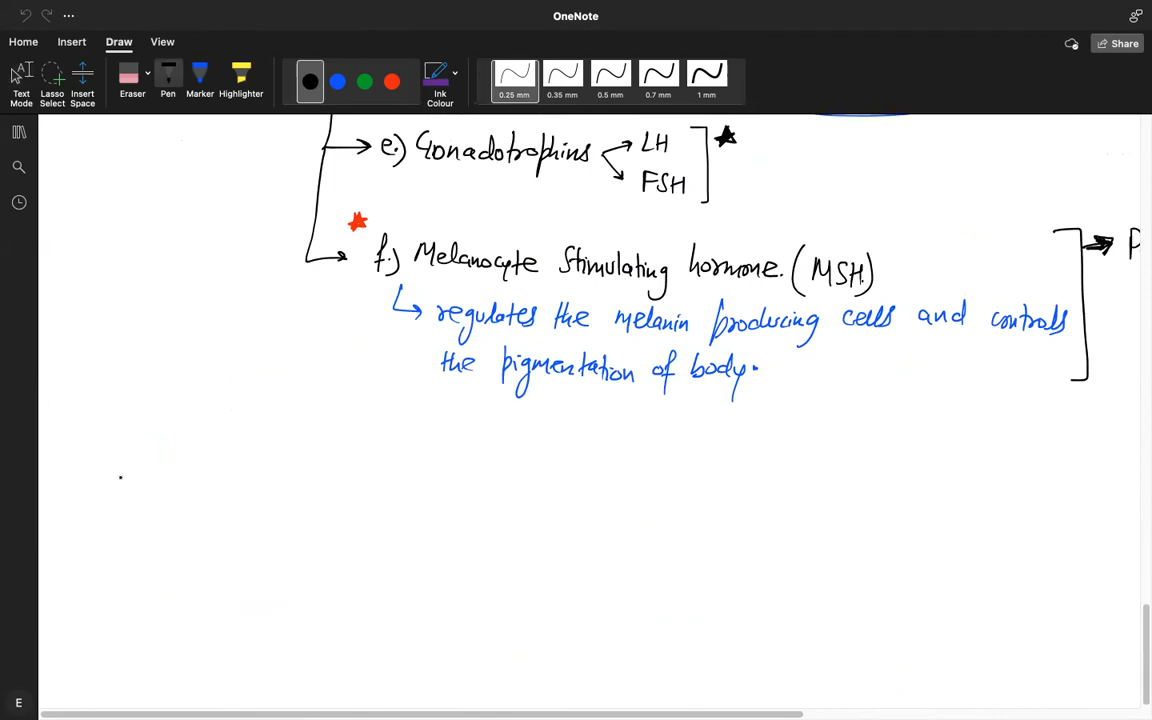 OneNote
Home Insert Draw View
Share
Text Mode
Lasso Select
Insert Space
Eraser
Pen
Marker
Highlighter
Ink Colour
0.25 mm
0.35 mm
0.5 mm
0.7 mm
1 mm
e.) Gonadotrophins LH
FSH
f.) Melanocyte Stimulating hormone. (MSH)
regulates the melanin producing cells and controls
the pigmentation of body.
E